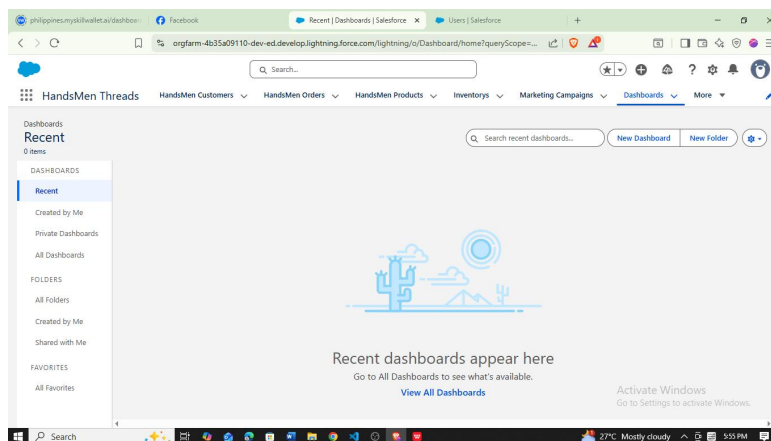 philippines.myskillwallet.ai/dashboar
Facebook
Recent | Dashboards | Salesforce
Users | Salesforce
orgfarm-4b35a09110-dev-ed.develop.lightning.force.com/lightning/o/Dashboard/home?queryScope=...
Search...
HandsMen Threads
HandsMen Customers
HandsMen Orders
HandsMen Products
Inventorys
Marketing Campaigns
Dashboards
More
Dashboards
Recent
0 items
Search recent dashboards...
New Dashboard
New Folder
DASHBOARDS
Recent
Created by Me
Private Dashboards
All Dashboards
FOLDERS
All Folders
Created by Me
Shared with Me
FAVORITES
All Favorites
Recent dashboards appear here
Go to All Dashboards to see what's available.
View All Dashboards
Activate Windows
Go to Settings to activate Windows.
Search
27°C Mostly cloudy
5:55 PM